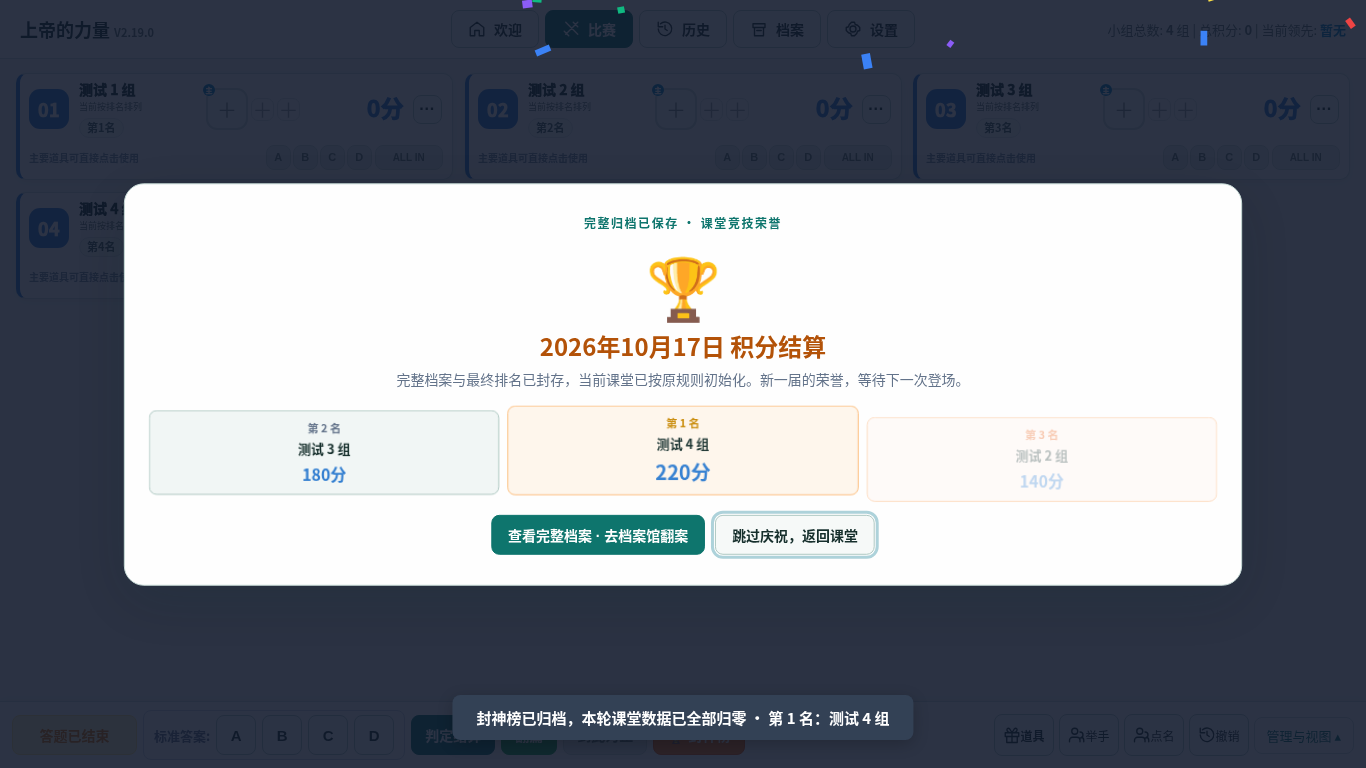 上帝的力量 V2.19.0
欢迎
比赛
历史
档案
设置
小组总数: 4 组 | 总积分: 0 | 当前领先: 暂无
01
测试 1 组
当前按排名排列
第1名
0分
主要道具可直接点击使用
A B C D ALL IN
02
测试 2 组
当前按排名排列
第2名
0分
主要道具可直接点击使用
A B C D ALL IN
03
测试 3 组
当前按排名排列
第3名
0分
主要道具可直接点击使用
A B C D ALL IN
04
测试 4
第4名
完整归档已保存 · 课堂竞技荣誉
2026年10月17日 积分结算
完整档案与最终排名已封存，当前课堂已按原规则初始化。新一届的荣誉，等待下一次登场。
第 2 名
测试 3 组
180分
第 1 名
测试 4 组
220分
第 3 名
测试 2 组
140分
查看完整档案 · 去档案馆翻案
跳过庆祝，返回课堂
封神榜已归档，本轮课堂数据已全部归零 · 第 1 名：测试 4 组
答题已结束
标准答案:
A B C D
判定
道具
举手
点名
撤销
管理与视图 ▴